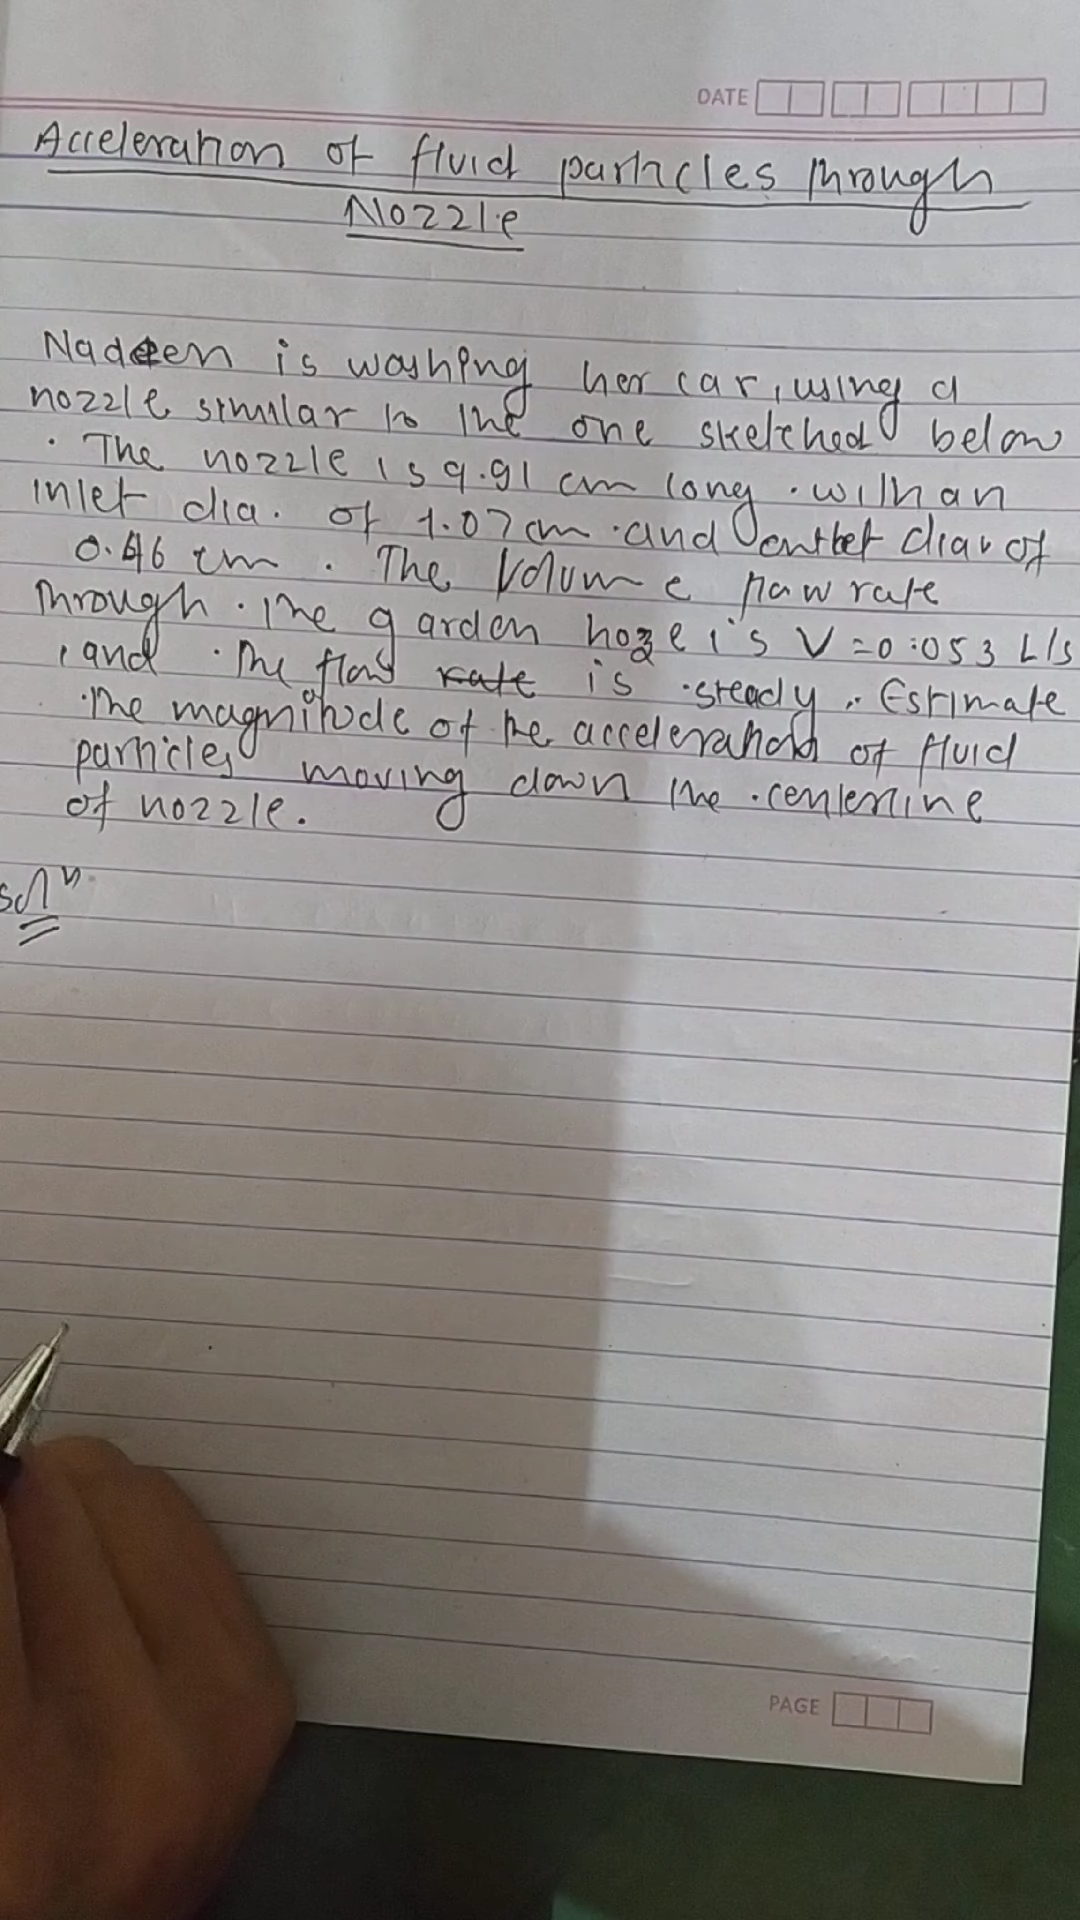 DATE
Acceleration of fluid particles through
Nozzle
Nadeen is washing her car, using a
nozzle similar to the one sketched below
. The nozzle is 9.91 cm long . with an
inlet dia. of 1.07 cm . and outlet dia. of
0.46 cm . The Volume flow rate
through . the garden hoze is V = 0.053 L/s
, and . the flow rate is .steady . Estimate
.the magnitude of the acceleration of fluid
particles moving down the .centerline
of nozzle.
Solⁿ
PAGE